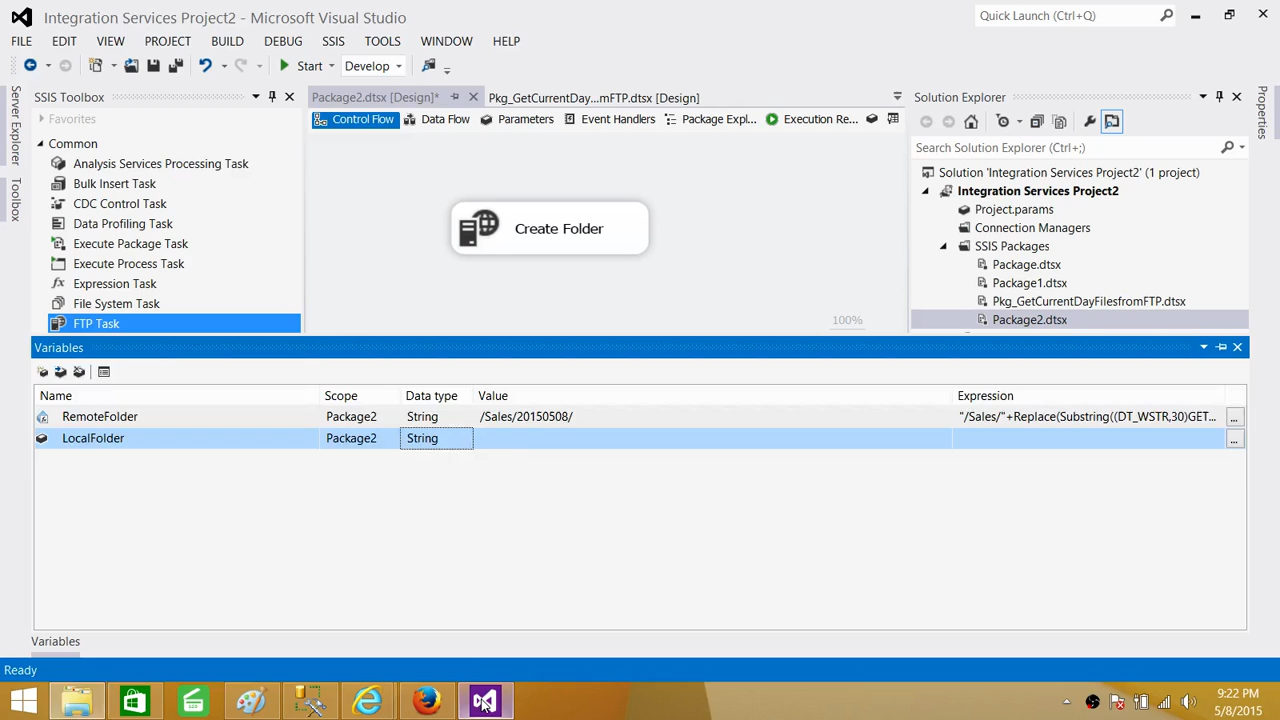 Integration Services Project2 - Microsoft Visual Studio
Quick Launch (Ctrl+;)
FILE EDIT VIEW PROJECT BUILD DEBUG SSIS TOOLS WINDOW HELP
Start Develop
SSIS Toolbox
Package2.dtsx [Design]* Pkg_GetCurrentDay...mFTP.dtsx [Design]
Solution Explorer
Server Explorer
Toolbox
Properties
Favorites
Control Flow Data Flow Parameters Event Handlers Package Expl... Execution Re...
Common
Search Solution Explorer (Ctrl+;)
Analysis Services Processing Task
Bulk Insert Task
CDC Control Task
Data Profiling Task
Execute Package Task
Execute Process Task
Expression Task
File System Task
FTP Task
Create Folder
100%
Solution 'Integration Services Project2' (1 project)
Integration Services Project2
Project.params
Connection Managers
SSIS Packages
Package.dtsx
Package1.dtsx
Pkg_GetCurrentDayFilesfromFTP.dtsx
Package2.dtsx
Variables
Name Scope Data type Value Expression
RemoteFolder Package2 String /Sales/20150508/ "/Sales/"+Replace(Substring((DT_WSTR,30)GET... ...
LocalFolder Package2 String ...
Variables
Ready
9:22 PM
5/8/2015